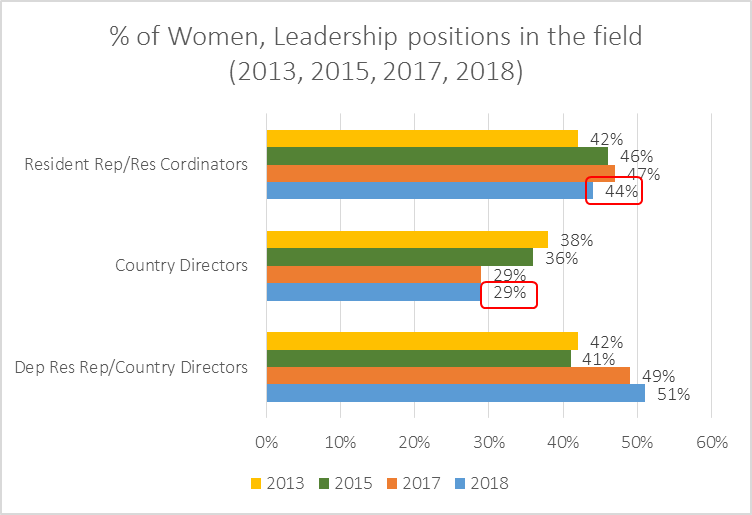 % of Women, Leadership positions in the field
(2013, 2015, 2017, 2018)
Resident Rep/Res Cordinators
42%
46%
47%
44%
Country Directors
38%
36%
29%
29%
Dep Res Rep/Country Directors
42%
41%
49%
51%
0% 10% 20% 30% 40% 50% 60%
2013 2015 2017 2018